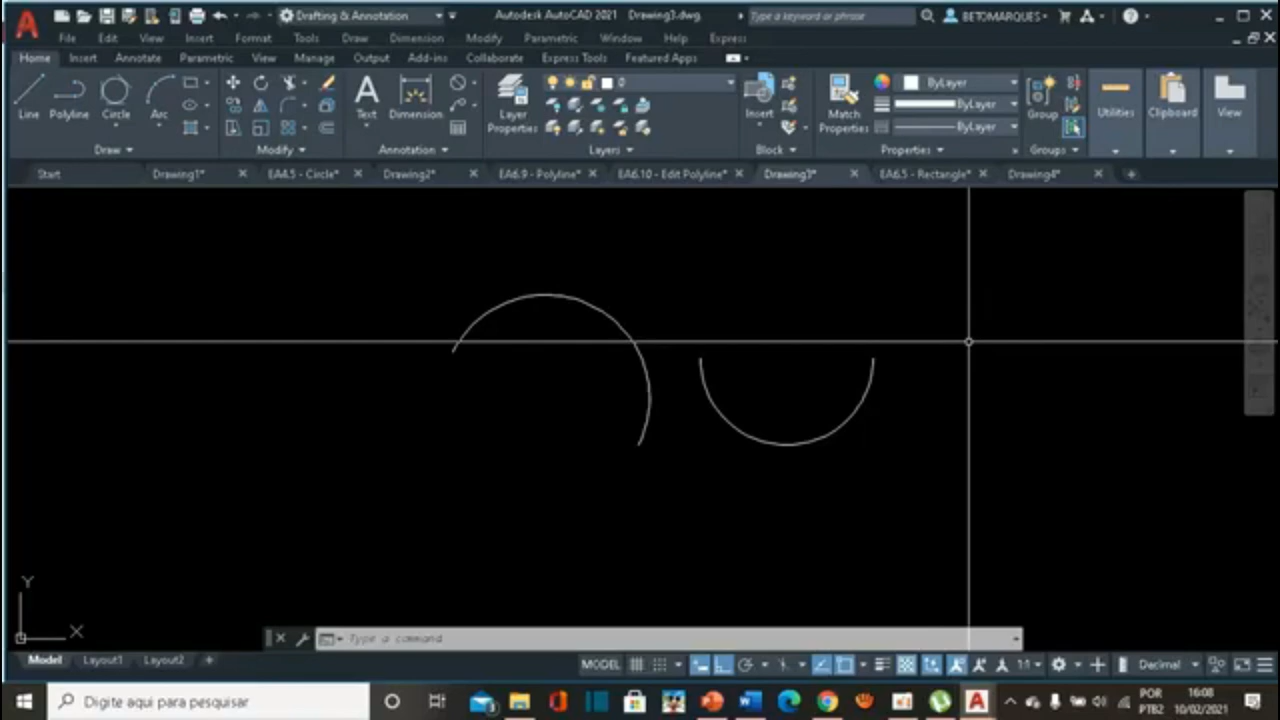 Drafting & Annotation Autodesk AutoCAD 2021 Drawing3.dwg Type a keyword or phrase BETOMARQUES
File Edit View Insert Format Tools Draw Dimension Modify Parametric Window Help Express
Home Insert Annotate Parametric View Manage Output Add-ins Collaborate Express Tools Featured Apps
0 ByLayer
ByLayer
Line Polyline Circle Arc Text Dimension Layer Properties Insert Match Properties ByLayer Group Utilities Clipboard View
Draw Modify Annotation Layers Block Properties Groups
Start Drawing1* EA4.5 - Circle* Drawing2* EA6.9 - Polyline* EA6.10 - Edit Polyline* Drawing3* EA6.5 - Rectangle* Drawing4*
Y
X
Type a command
Model Layout1 Layout2 + MODEL 1:1 Decimal
Digite aqui para pesquisar POR 16:08
PTB2 10/02/2021